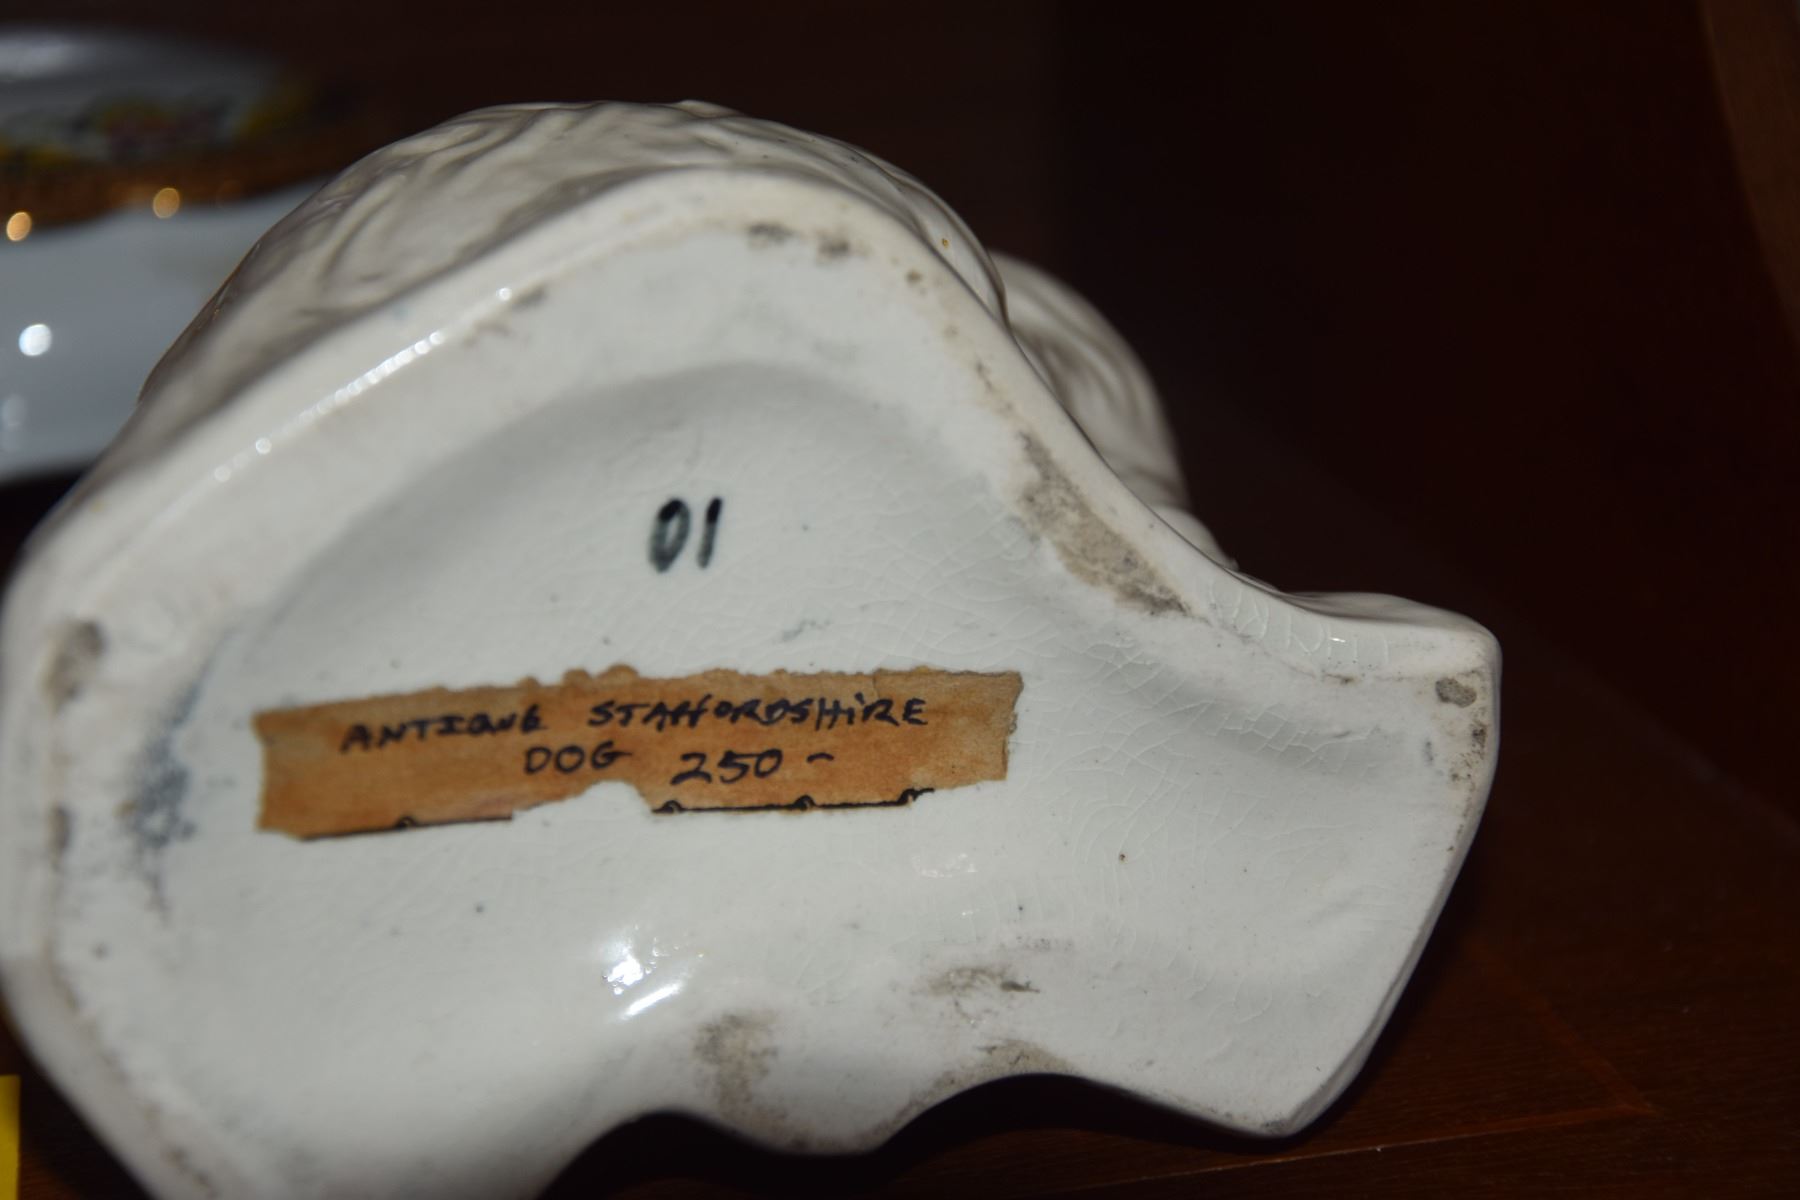 01
ANTIQUE STAFFORDSHIRE
DOG 250 -